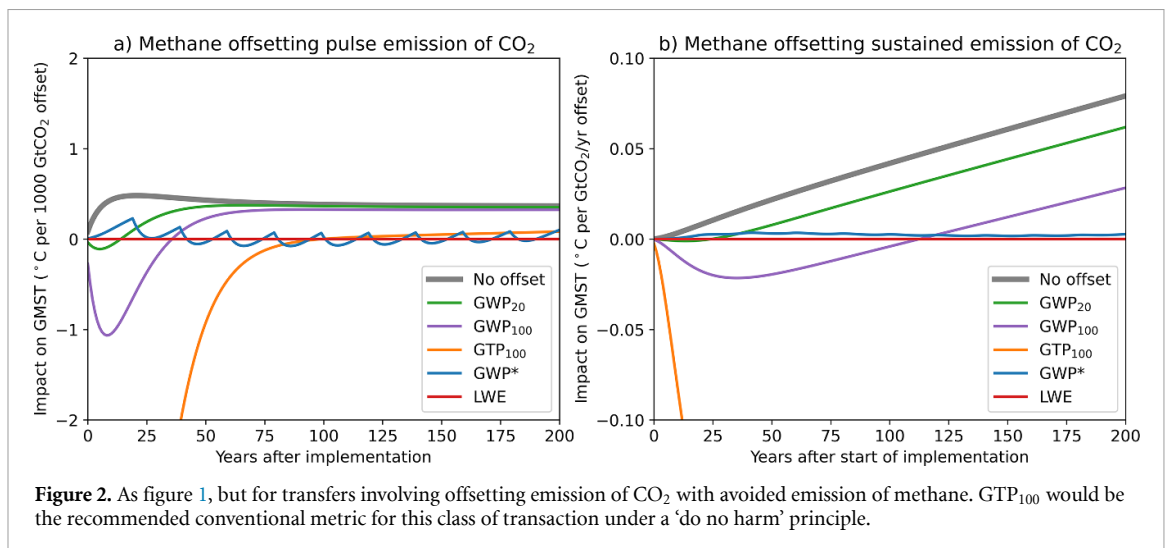 a) Methane offsetting pulse emission of CO₂
Impact on GMST (°C per 1000 GtCO₂ offset)
2
1
0
−1
−2
No offset
GWP₂₀
GWP₁₀₀
GTP₁₀₀
GWP*
LWE
0 25 50 75 100 125 150 175 200
Years after implementation
b) Methane offsetting sustained emission of CO₂
Impact on GMST (°C per GtCO₂/yr offset)
0.10
0.05
0.00
−0.05
−0.10
No offset
GWP₂₀
GWP₁₀₀
GTP₁₀₀
GWP*
LWE
0 25 50 75 100 125 150 175 200
Years after start of implementation
Figure 2. As figure 1, but for transfers involving offsetting emission of CO₂ with avoided emission of methane. GTP₁₀₀ would be
the recommended conventional metric for this class of transaction under a ‘do no harm’ principle.